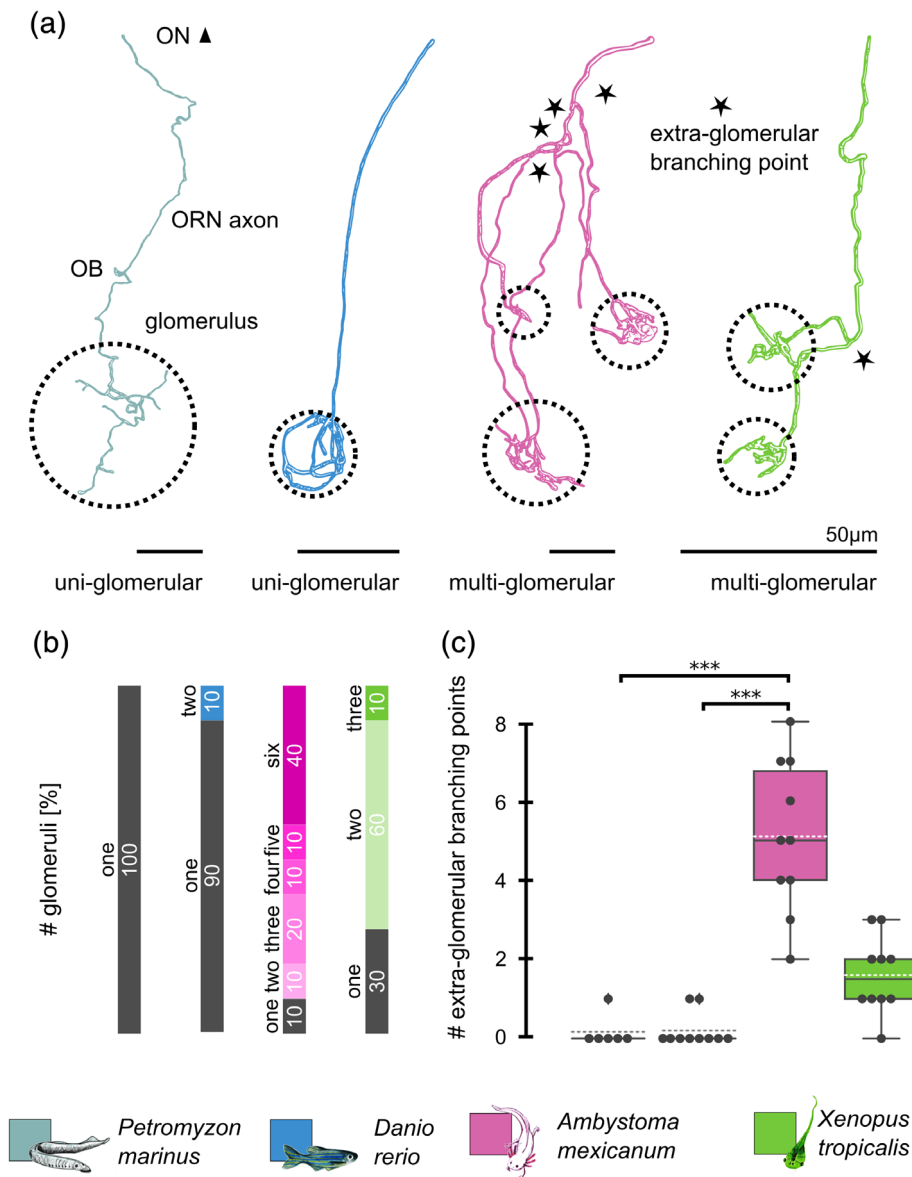 (a)
ON ▲
ORN axon
OB
glomerulus
★
extra-glomerular
branching point
50µm
uni-glomerular
uni-glomerular
multi-glomerular
multi-glomerular
(b)
# glomeruli [%]
one
100
two
10
one
90
six
40
five
10
four
10
three
20
two
10
one
10
three
10
two
60
one
30
(c)
***
***
# extra-glomerular branching points
8
6
4
2
0
Petromyzon
marinus
Danio
rerio
Ambystoma
mexicanum
Xenopus
tropicalis